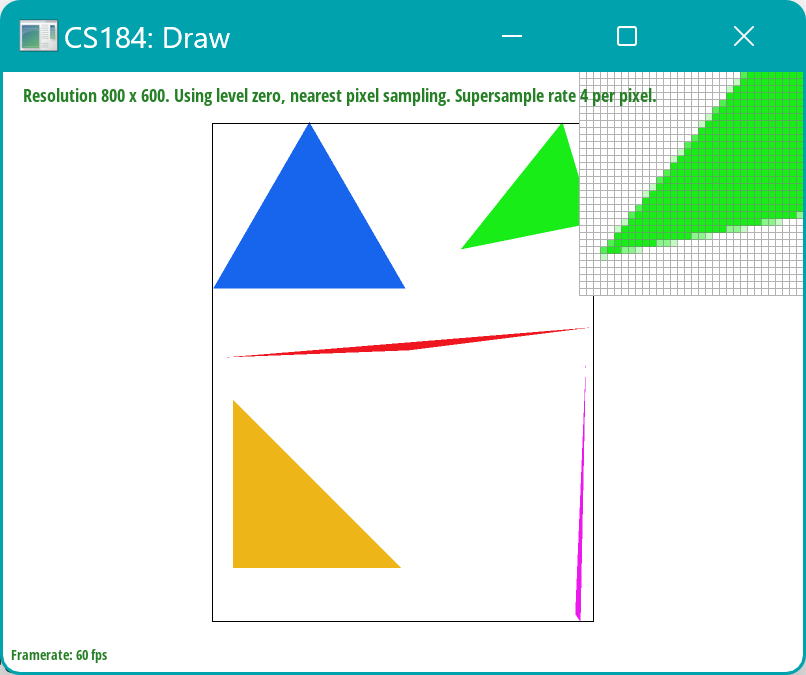 CS184: Draw
Resolution 800 x 600. Using level zero, nearest pixel sampling. Supersample rate 4 per pixel.
Framerate: 60 fps